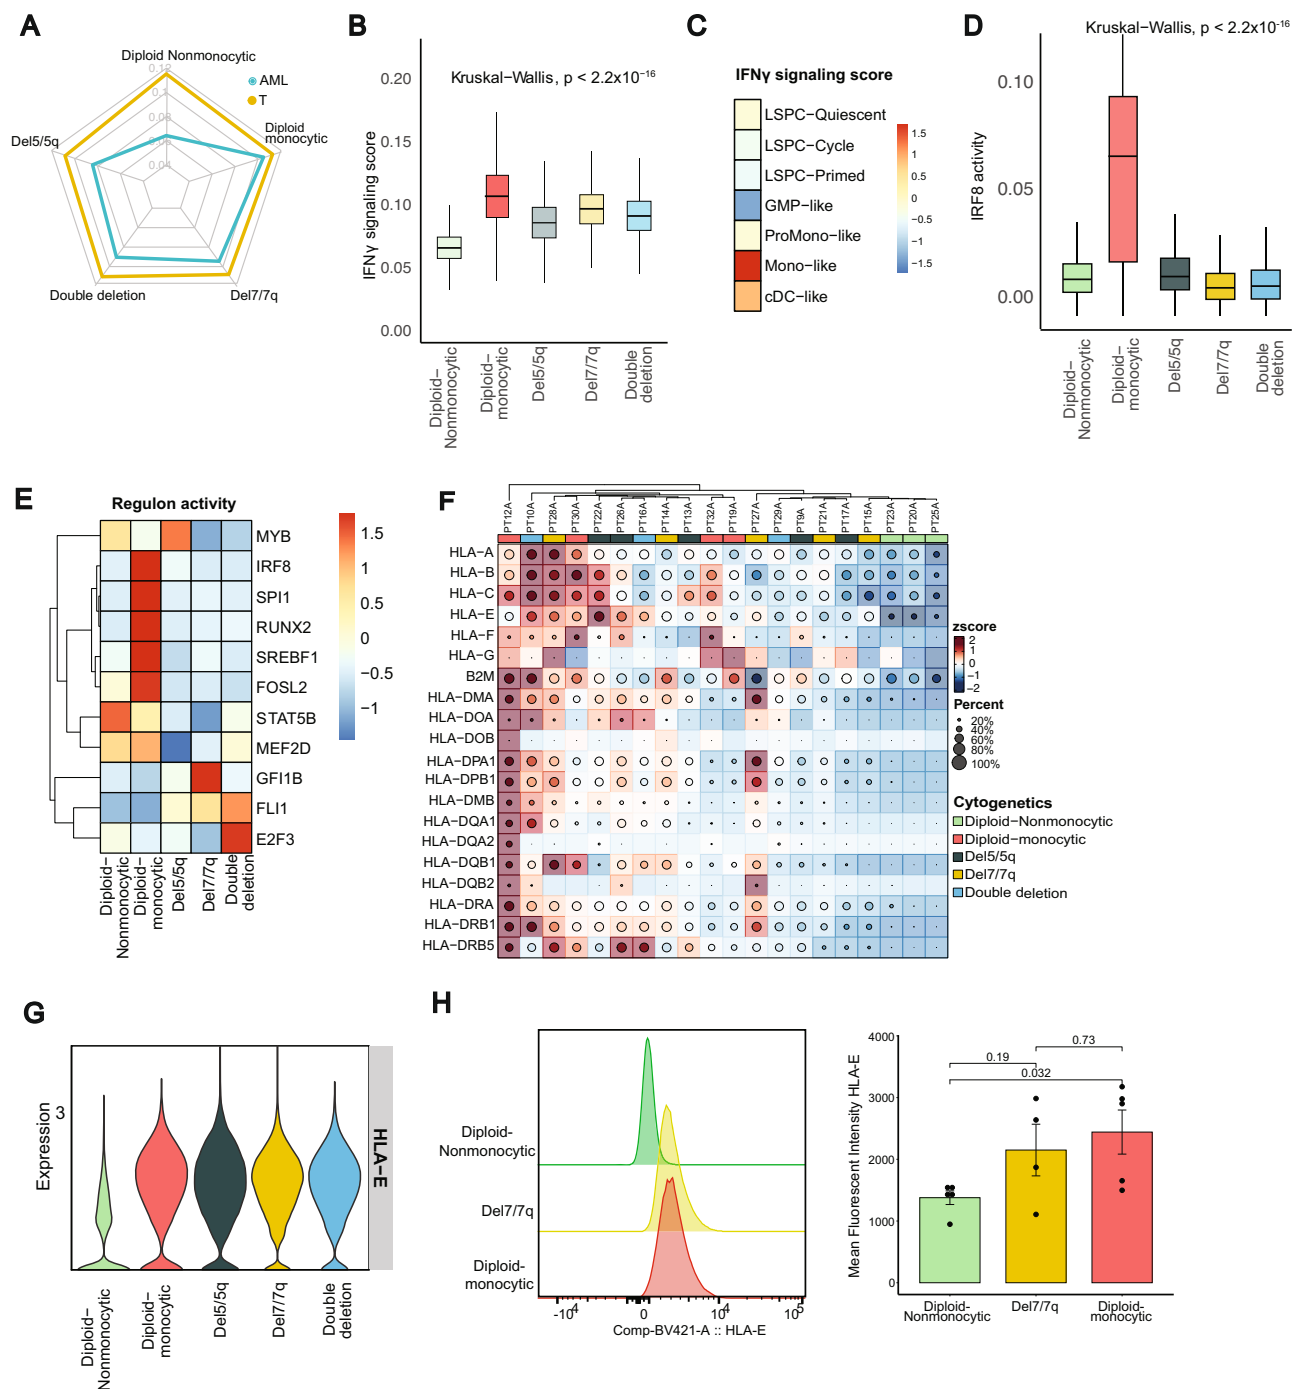 A
Diploid Nonmonocytic
0.12
0.1
0.08
0.04
AML
T
Diploid
monocytic
Del5/5q
Double deletion
Del7/7q
B
Kruskal−Wallis, p < 2.2x10⁻¹⁶
IFNγ signaling score
0.20
0.15
0.10
0.05
0.00
Diploid−
Nonmonocytic
Diploid−
monocytic
Del5/5q
Del7/7q
Double
deletion
C
IFNγ signaling score
LSPC−Quiescent
LSPC−Cycle
LSPC−Primed
GMP−like
ProMono−like
Mono−like
cDC−like
1.5
1
0.5
0
−0.5
−1
−1.5
D
Kruskal−Wallis, p < 2.2x10⁻¹⁶
IRF8 activity
0.10
0.05
0.00
Diploid−
Nonmonocytic
Diploid−
monocytic
Del5/5q
Del7/7q
Double
deletion
E
Regulon activity
MYB
IRF8
SPI1
RUNX2
SREBF1
FOSL2
STAT5B
MEF2D
GFI1B
FLI1
E2F3
1.5
1
0.5
0
−0.5
−1
Diploid−
Nonmonocytic
Diploid−
monocytic
Del5/5q
Del7/7q
Double
deletion
F
PT12A
PT10A
PT28A
PT30A
PT22A
PT26A
PT16A
PT14A
PT13A
PT32A
PT19A
PT27A
PT29A
PT9A
PT21A
PT17A
PT15A
PT23A
PT20A
PT25A
HLA−A
HLA−B
HLA−C
HLA−E
HLA−F
HLA−G
B2M
HLA−DMA
HLA−DOA
HLA−DOB
HLA−DPA1
HLA−DPB1
HLA−DMB
HLA−DQA1
HLA−DQA2
HLA−DQB1
HLA−DQB2
HLA−DRA
HLA−DRB1
HLA−DRB5
zscore
2
1
0
−1
−2
Percent
20%
40%
60%
80%
100%
Cytogenetics
Diploid−Nonmonocytic
Diploid−monocytic
Del5/5q
Del7/7q
Double deletion
G
Expression
3
HLA−E
Diploid−
Nonmonocytic
Diploid−
monocytic
Del5/5q
Del7/7q
Double
deletion
H
Diploid-
Nonmonocytic
Del7/7q
Diploid-
monocytic
-10⁴
0
10⁴
10⁵
Comp-BV421-A :: HLA-E
Mean Fluorescent Intensity HLA−E
4000
3000
2000
1000
0
0.73
0.19
0.032
Diploid-
Nonmonocytic
Del7/7q
Diploid-
mohocytic